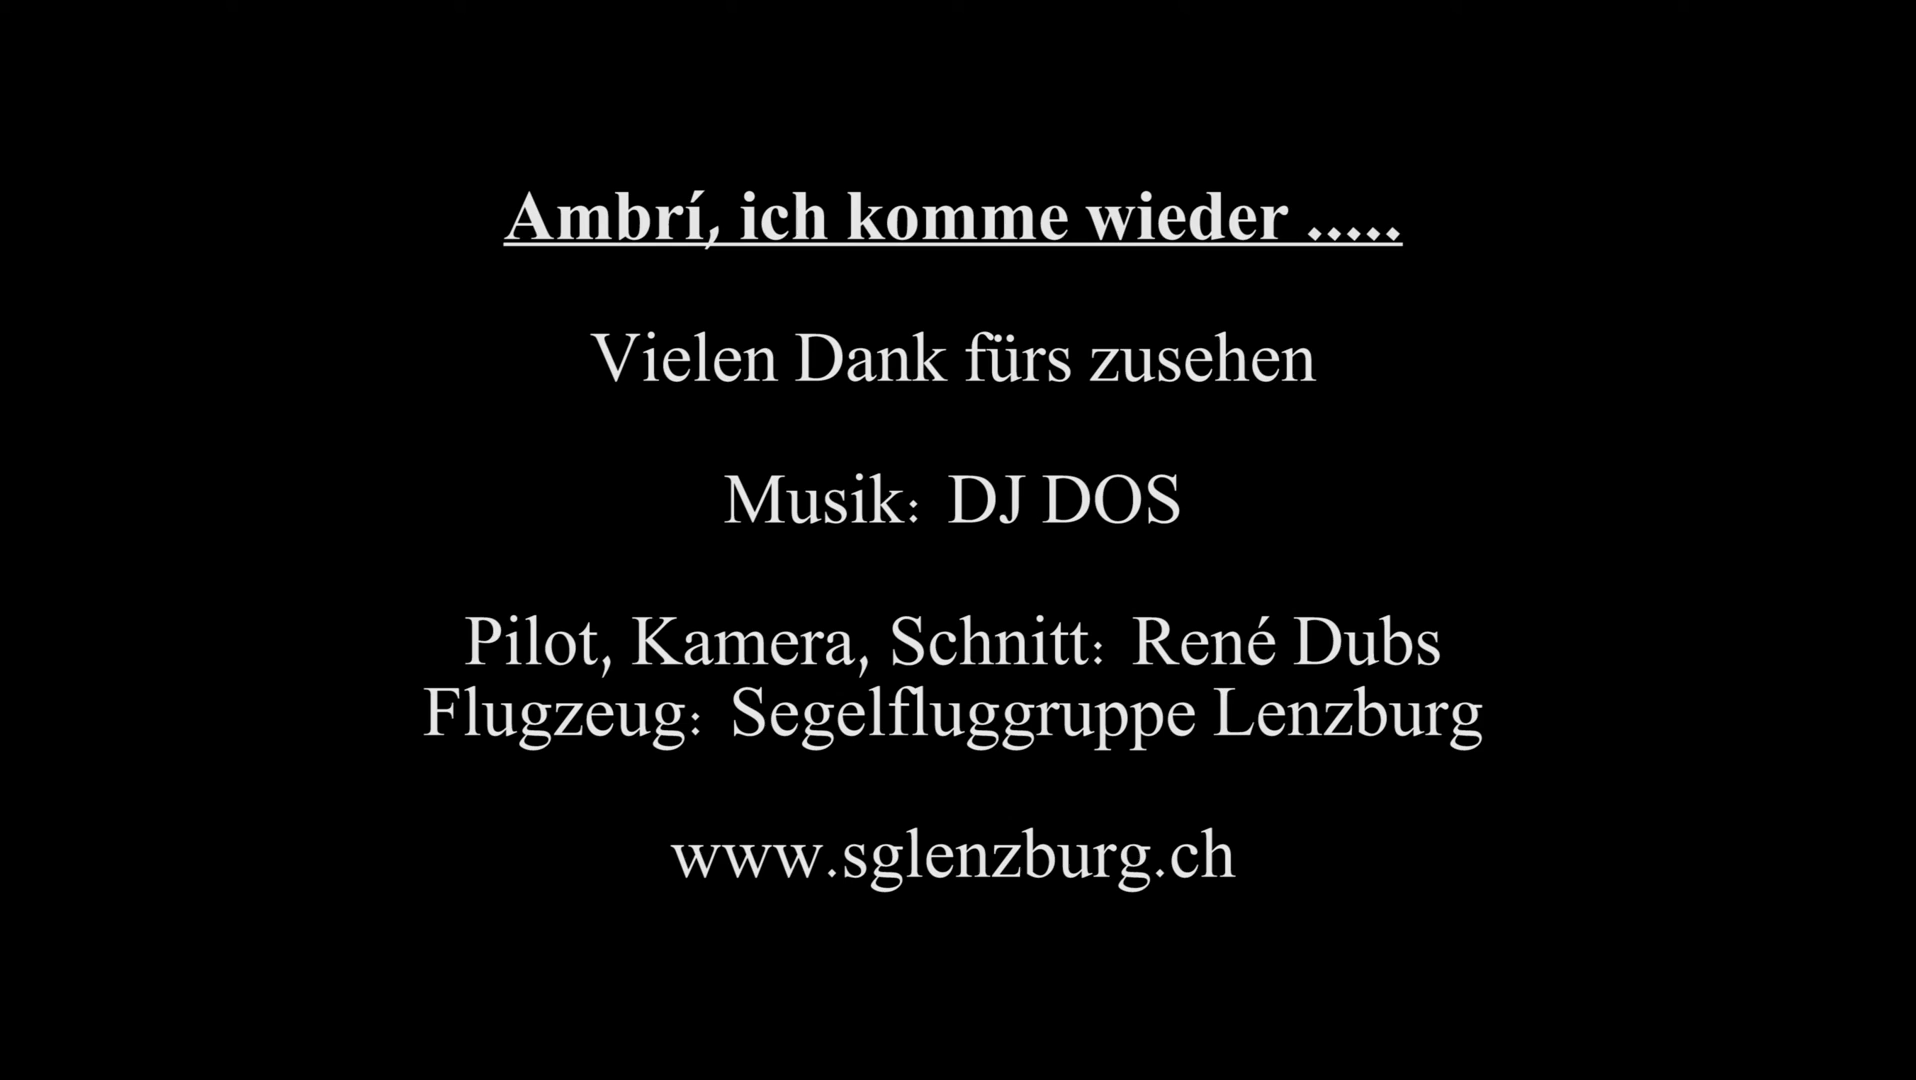 Ambrí, ich komme wieder .....
Vielen Dank fürs zusehen
Musik: DJ DOS
Pilot, Kamera, Schnitt: René Dubs
Flugzeug: Segelfluggruppe Lenzburg
www.sglenzburg.ch